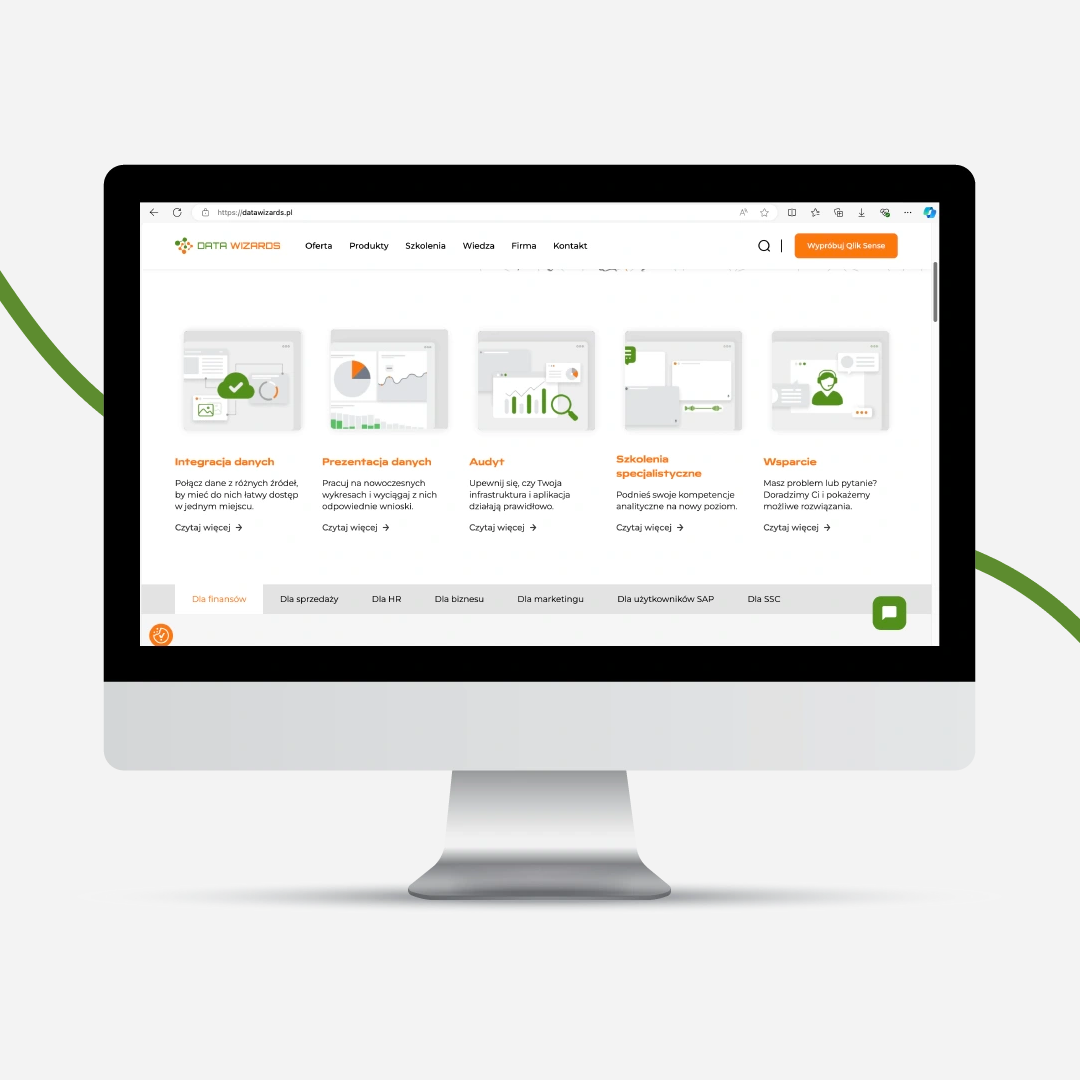 https://datawizards.pl
DATA WIZARDS
Oferta
Produkty
Szkolenia
Wiedza
Firma
Kontakt
Wypróbuj Qlik Sense
Integracja danych
Połącz dane z różnych źródeł,
by mieć do nich łatwy dostęp
w jednym miejscu.
Czytaj więcej →
Prezentacja danych
Pracuj na nowoczesnych
wykresach i wyciągaj z nich
odpowiednie wnioski.
Czytaj więcej →
Audyt
Upewnij się, czy Twoja
infrastruktura i aplikacja
działają prawidłowo.
Czytaj więcej →
Szkolenia
specjalistyczne
Podnieś swoje kompetencje
analityczne na nowy poziom.
Czytaj więcej →
Wsparcie
Masz problem lub pytanie?
Doradzimy Ci i pokażemy
możliwe rozwiązania.
Czytaj więcej →
Dla finansów
Dla sprzedaży
Dla HR
Dla biznesu
Dla marketingu
Dla użytkowników SAP
Dla SSC